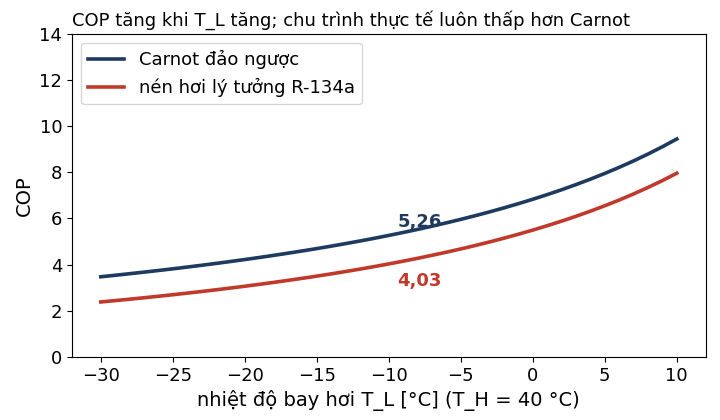 COP tăng khi T_L tăng; chu trình thực tế luôn thấp hơn Carnot
14
12
10
8
6
4
2
0
COP
Carnot đảo ngược
nén hơi lý tưởng R-134a
5,26
4,03
−30 −25 −20 −15 −10 −5 0 5 10
nhiệt độ bay hơi T_L [°C] (T_H = 40 °C)